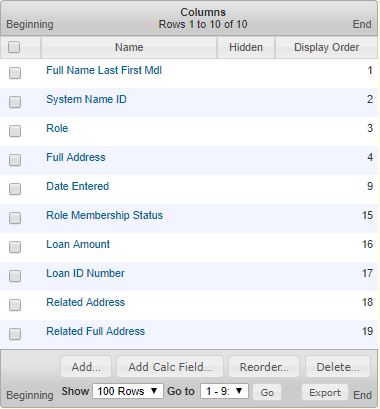 Columns
Beginning Rows 1 to 10 of 10 End
Name Hidden Display Order
Full Name Last First Mdl 1
System Name ID 2
Role 3
Full Address 4
Date Entered 9
Role Membership Status 15
Loan Amount 16
Loan ID Number 17
Related Address 18
Related Full Address 19
Add... Add Calc Field... Reorder... Delete...
Beginning Show 100 Rows Go to 1 - 9: Go Export End